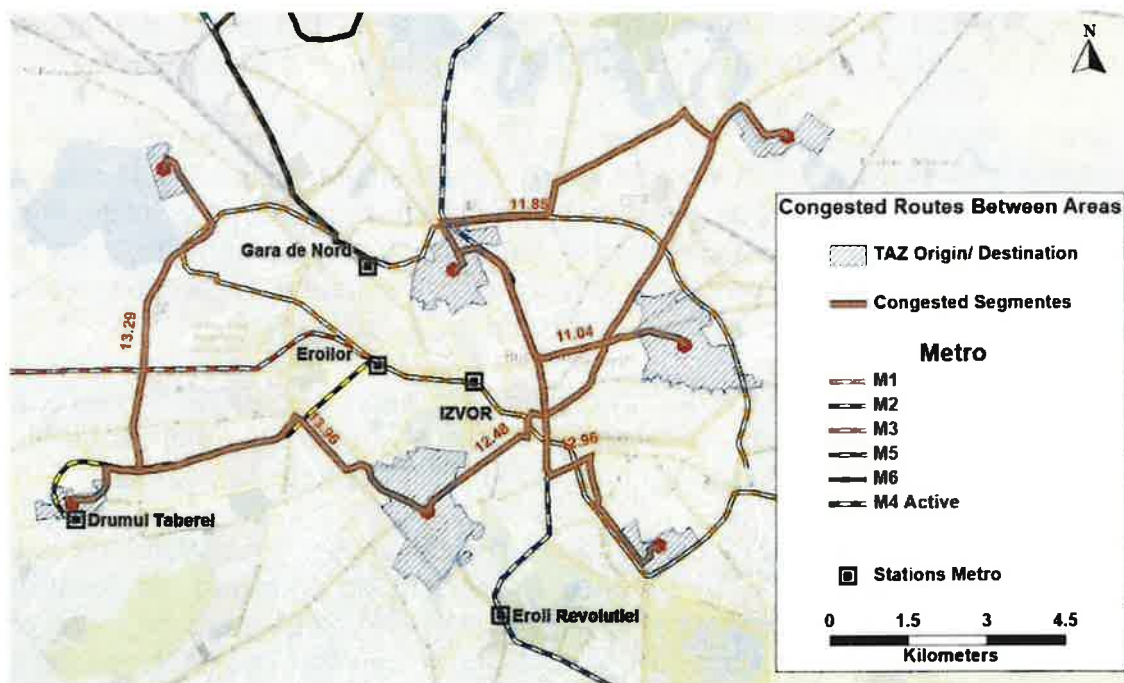 N
11.85
Gara de Nord
13.29
11.04
Eroilor
IZVOR
13.96
12.48
12.96
Drumul Taberei
Eroii Revolutiei
Congested Routes Between Areas
TAZ Origin/ Destination
Congested Segmentes
Metro
M1
M2
M3
M5
M6
M4 Active
Stations Metro
0 1.5 3 4.5
Kilometers